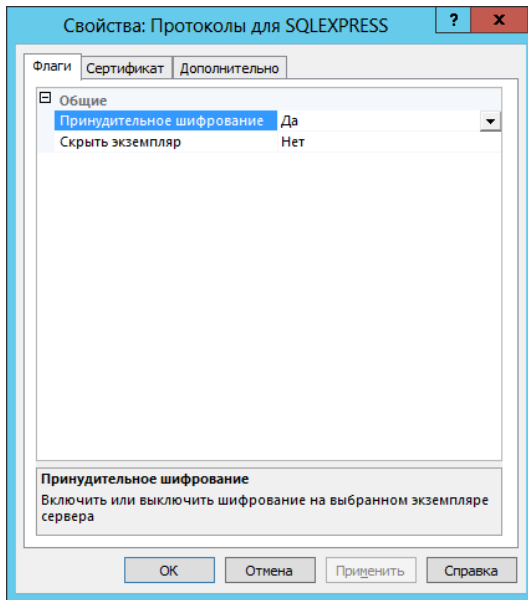 Свойства: Протоколы для SQLEXPRESS
? x
Флаги Сертификат Дополнительно
Общие
Принудительное шифрование Да
Скрыть экземпляр Нет
Принудительное шифрование
Включить или выключить шифрование на выбранном экземпляре
сервера
ОК Отмена Применить Справка